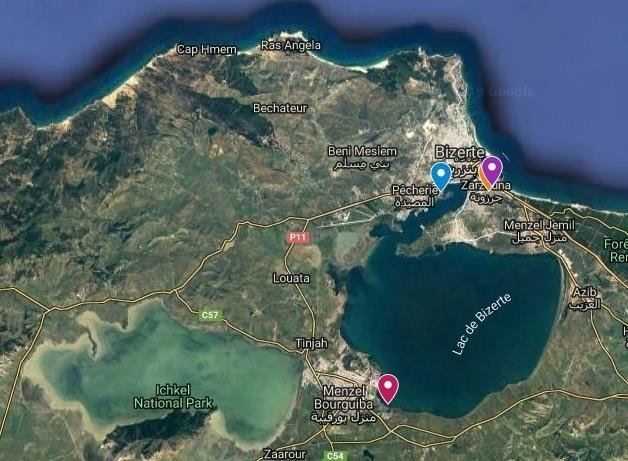 Cap Hmem
Ras Angela
Google
Bechateur
Beni Meslem
بني مسلم
Bizerte
Pêcherie
المصيدة
Zarzouna
جرزونة
Menzel Jemil
منزل جميل
P11
Louata
Azib
العزيب
Lac de Bizerte
C57
Tinjah
Ichkel
National Park
Menzel
Bourguiba
منزل بورقيبة
Zaarour
C54